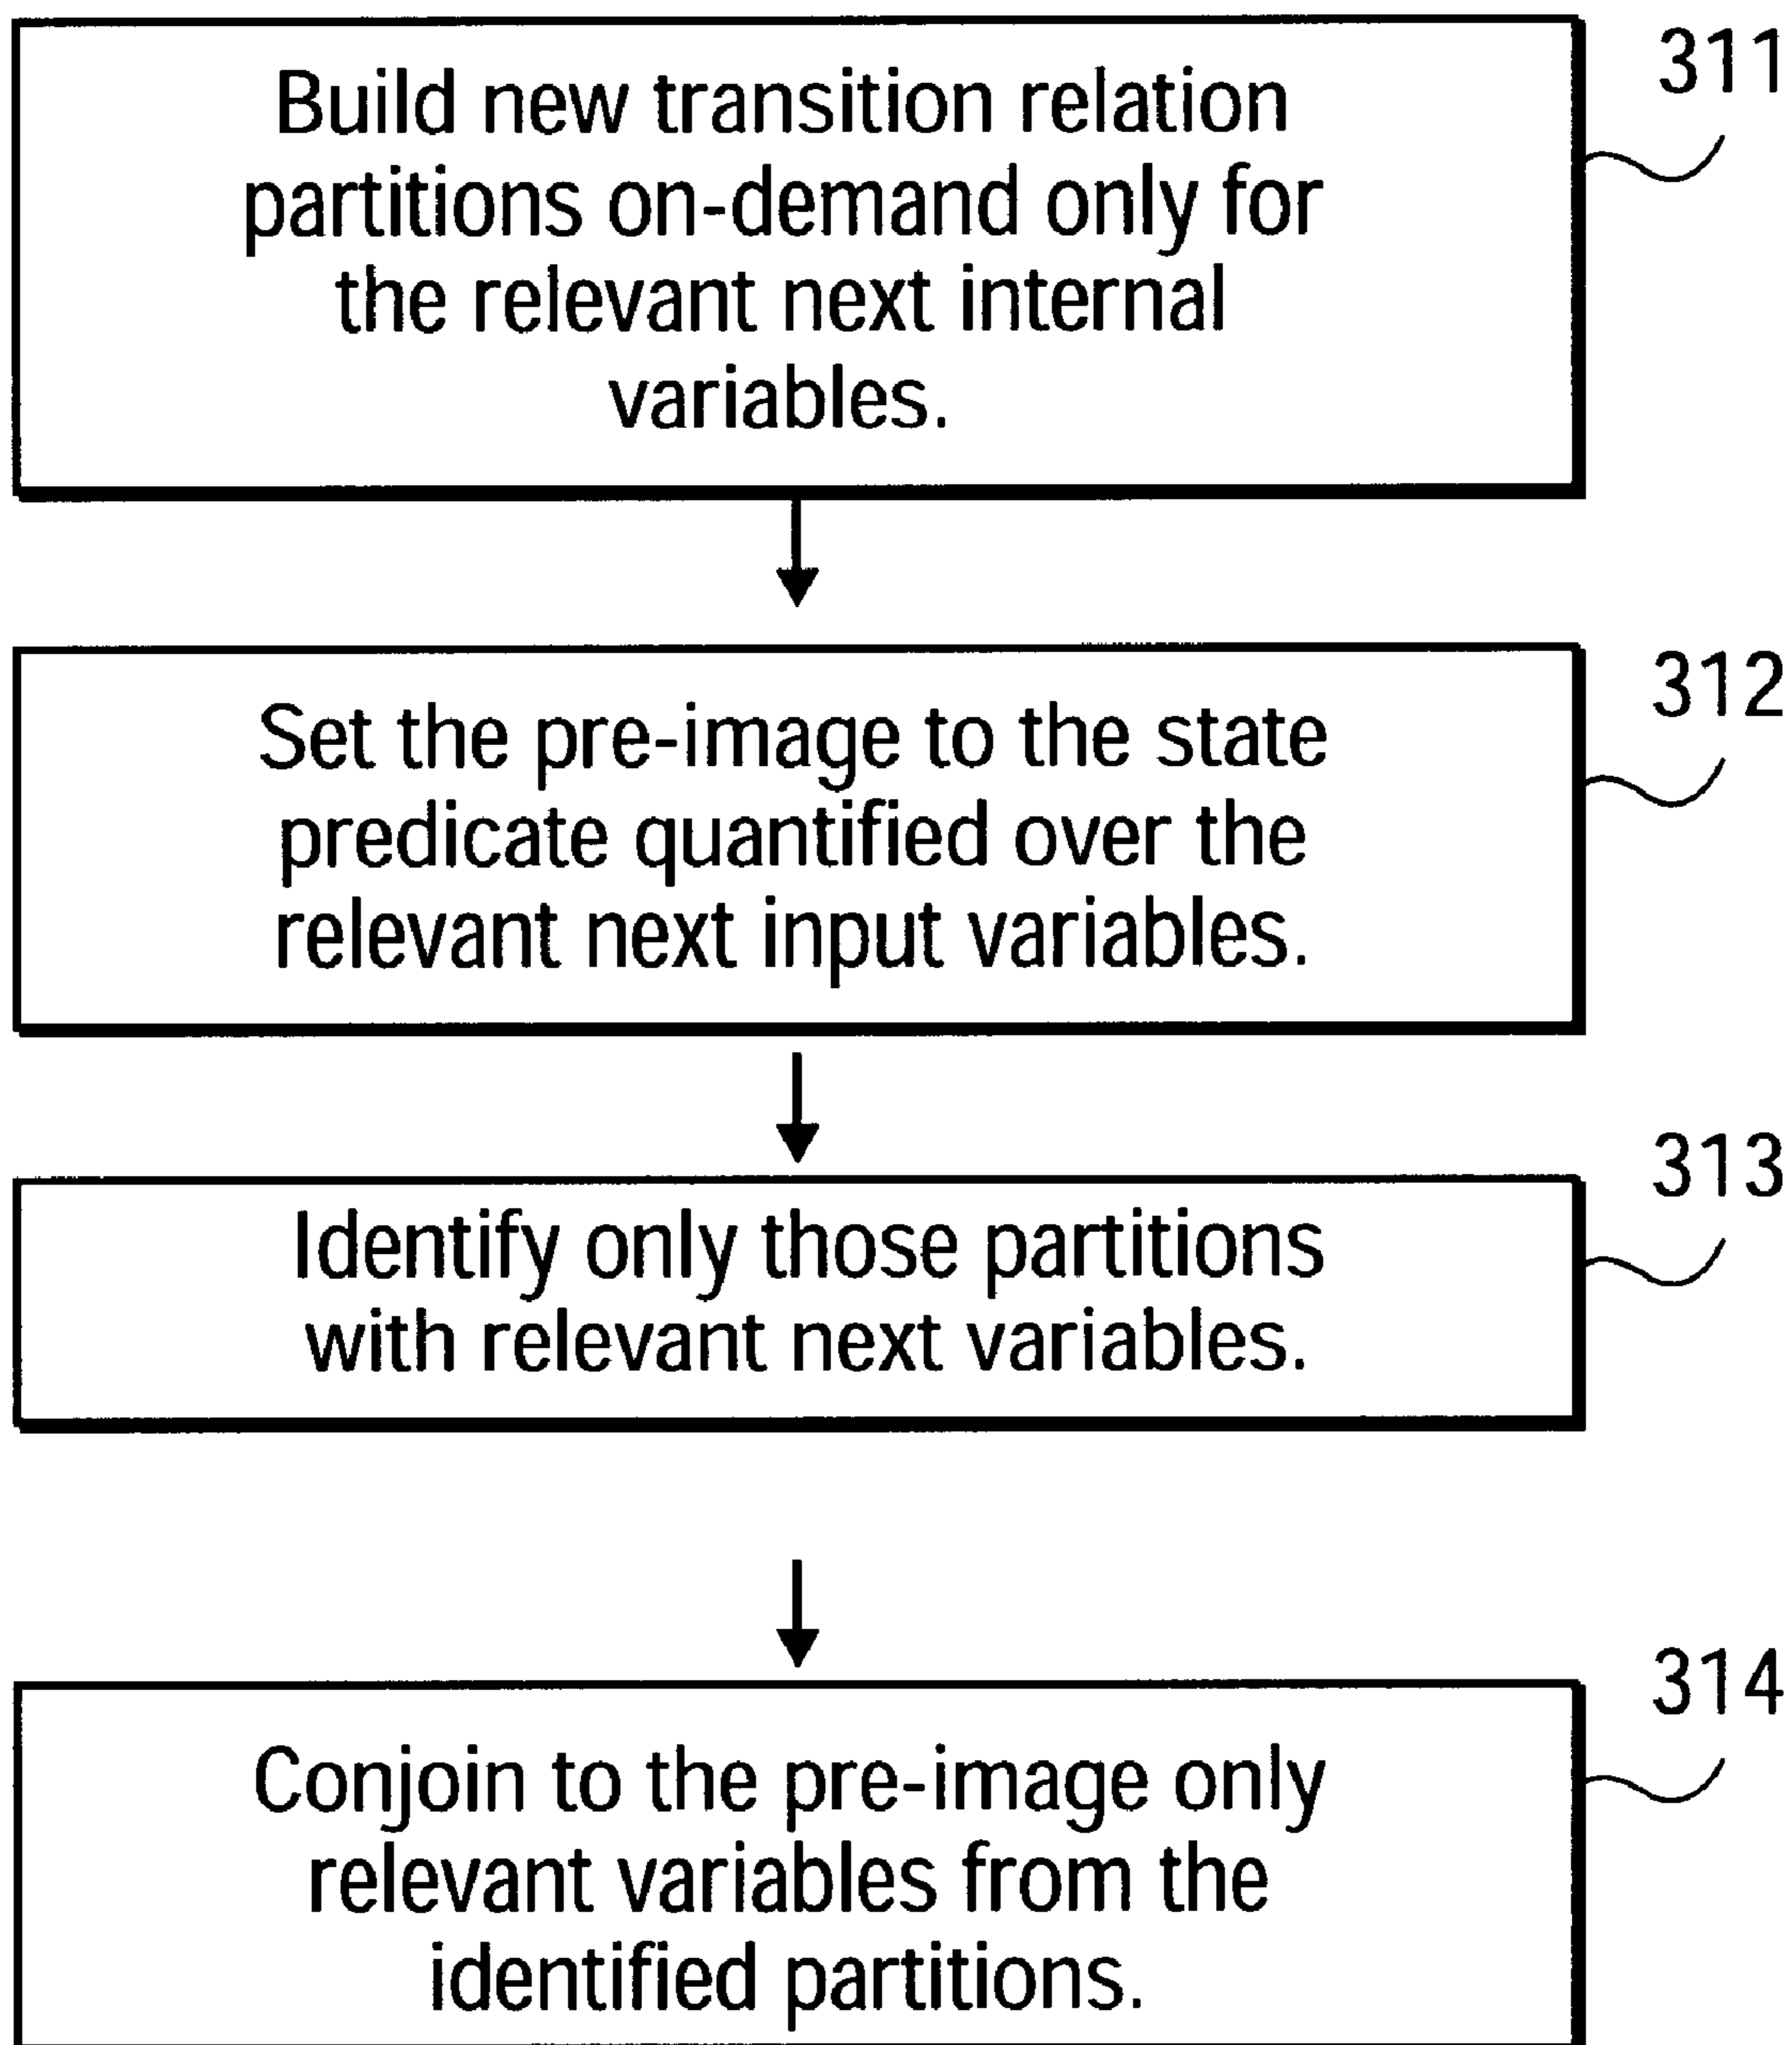 311
Build new transition relation
partitions on-demand only for
the relevant next internal
variables.
312
Set the pre-image to the state
predicate quantified over the
relevant next input variables.
313
Identify only those partitions
with relevant next variables.
314
Conjoin to the pre-image only
relevant variables from the
identified partitions.